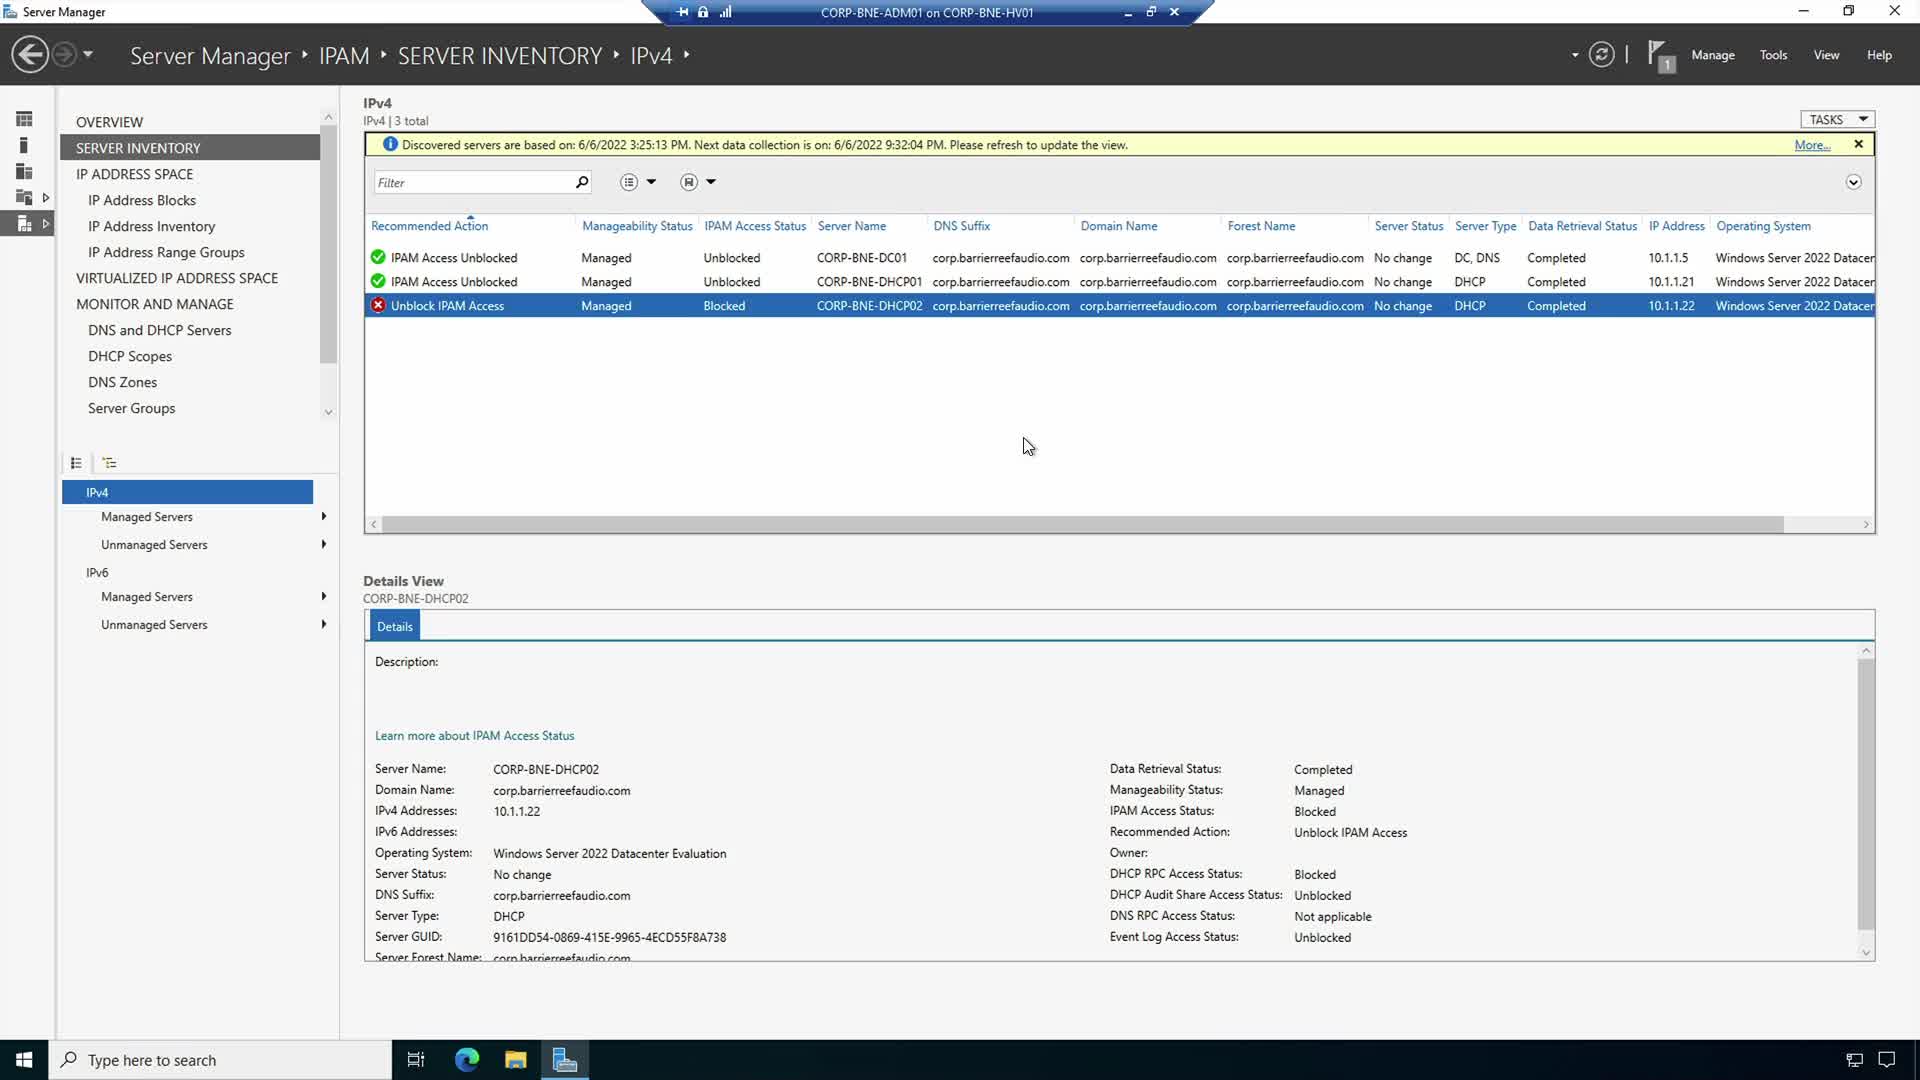 Server Manager
CORP-BNE-ADM01 on CORP-BNE-HV01
Server Manager IPAM SERVER INVENTORY IPv4
1
Manage Tools View Help
OVERVIEW
SERVER INVENTORY
IP ADDRESS SPACE
IP Address Blocks
IP Address Inventory
IP Address Range Groups
VIRTUALIZED IP ADDRESS SPACE
MONITOR AND MANAGE
DNS and DHCP Servers
DHCP Scopes
DNS Zones
Server Groups
IPv4
Managed Servers
Unmanaged Servers
IPv6
Managed Servers
Unmanaged Servers
IPv4
IPv4 | 3 total
TASKS
Discovered servers are based on: 6/6/2022 3:25:13 PM. Next data collection is on: 6/6/2022 9:32:04 PM. Please refresh to update the view.
More...
Filter
Recommended Action Manageability Status IPAM Access Status Server Name DNS Suffix Domain Name Forest Name Server Status Server Type Data Retrieval Status IP Address Operating System
IPAM Access Unblocked Managed Unblocked CORP-BNE-DC01 corp.barrierreefaudio.com corp.barrierreefaudio.com corp.barrierreefaudio.com No change DC, DNS Completed 10.1.1.5 Windows Server 2022 Datacen
IPAM Access Unblocked Managed Unblocked CORP-BNE-DHCP01 corp.barrierreefaudio.com corp.barrierreefaudio.com corp.barrierreefaudio.com No change DHCP Completed 10.1.1.21 Windows Server 2022 Datacen
Unblock IPAM Access Managed Blocked CORP-BNE-DHCP02 corp.barrierreefaudio.com corp.barrierreefaudio.com corp.barrierreefaudio.com No change DHCP Completed 10.1.1.22 Windows Server 2022 Datacen
Details View
CORP-BNE-DHCP02
Details
Description:
Learn more about IPAM Access Status
Server Name: CORP-BNE-DHCP02
Domain Name: corp.barrierreefaudio.com
IPv4 Addresses: 10.1.1.22
IPv6 Addresses:
Operating System: Windows Server 2022 Datacenter Evaluation
Server Status: No change
DNS Suffix: corp.barrierreefaudio.com
Server Type: DHCP
Server GUID: 9161DD54-0869-415E-9965-4ECD55F8A738
Server Forest Name: corp.barrierreefaudio.com
Data Retrieval Status: Completed
Manageability Status: Managed
IPAM Access Status: Blocked
Recommended Action: Unblock IPAM Access
Owner:
DHCP RPC Access Status: Blocked
DHCP Audit Share Access Status: Unblocked
DNS RPC Access Status: Not applicable
Event Log Access Status: Unblocked
Type here to search